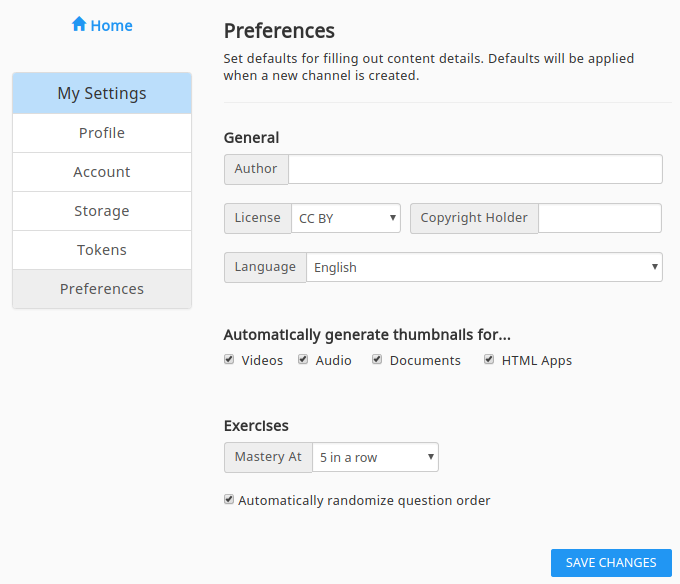 Home
My Settings
Profile
Account
Storage
Tokens
Preferences
Preferences
Set defaults for filling out content details. Defaults will be applied
when a new channel is created.
General
Author
License CC BY Copyright Holder
Language English
Automatically generate thumbnails for...
Videos Audio Documents HTML Apps
Exercises
Mastery At 5 in a row
Automatically randomize question order
SAVE CHANGES